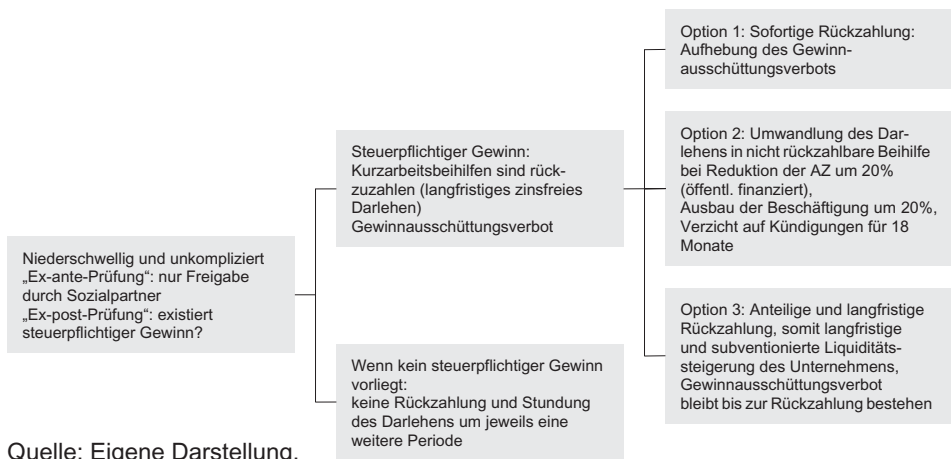 Niederschwellig und unkompliziert
„Ex-ante-Prüfung“: nur Freigabe
durch Sozialpartner
„Ex-post-Prüfung“: existiert
steuerpflichtiger Gewinn?
Steuerpflichtiger Gewinn:
Kurzarbeitsbeihilfen sind rück-
zuzahlen (langfristiges zinsfreies
Darlehen)
Gewinnausschüttungsverbot
Wenn kein steuerpflichtiger Gewinn
vorliegt:
keine Rückzahlung und Stundung
des Darlehens um jeweils eine
weitere Periode
Option 1: Sofortige Rückzahlung:
Aufhebung des Gewinn-
ausschüttungsverbots
Option 2: Umwandlung des Dar-
lehens in nicht rückzahlbare Beihilfe
bei Reduktion der AZ um 20%
(öffentl. finanziert),
Ausbau der Beschäftigung um 20%,
Verzicht auf Kündigungen für 18
Monate
Option 3: Anteilige und langfristige
Rückzahlung, somit langfristige
und subventionierte Liquiditäts-
steigerung des Unternehmens,
Gewinnausschüttungsverbot
bleibt bis zur Rückzahlung bestehen
Quelle: Eigene Darstellung.